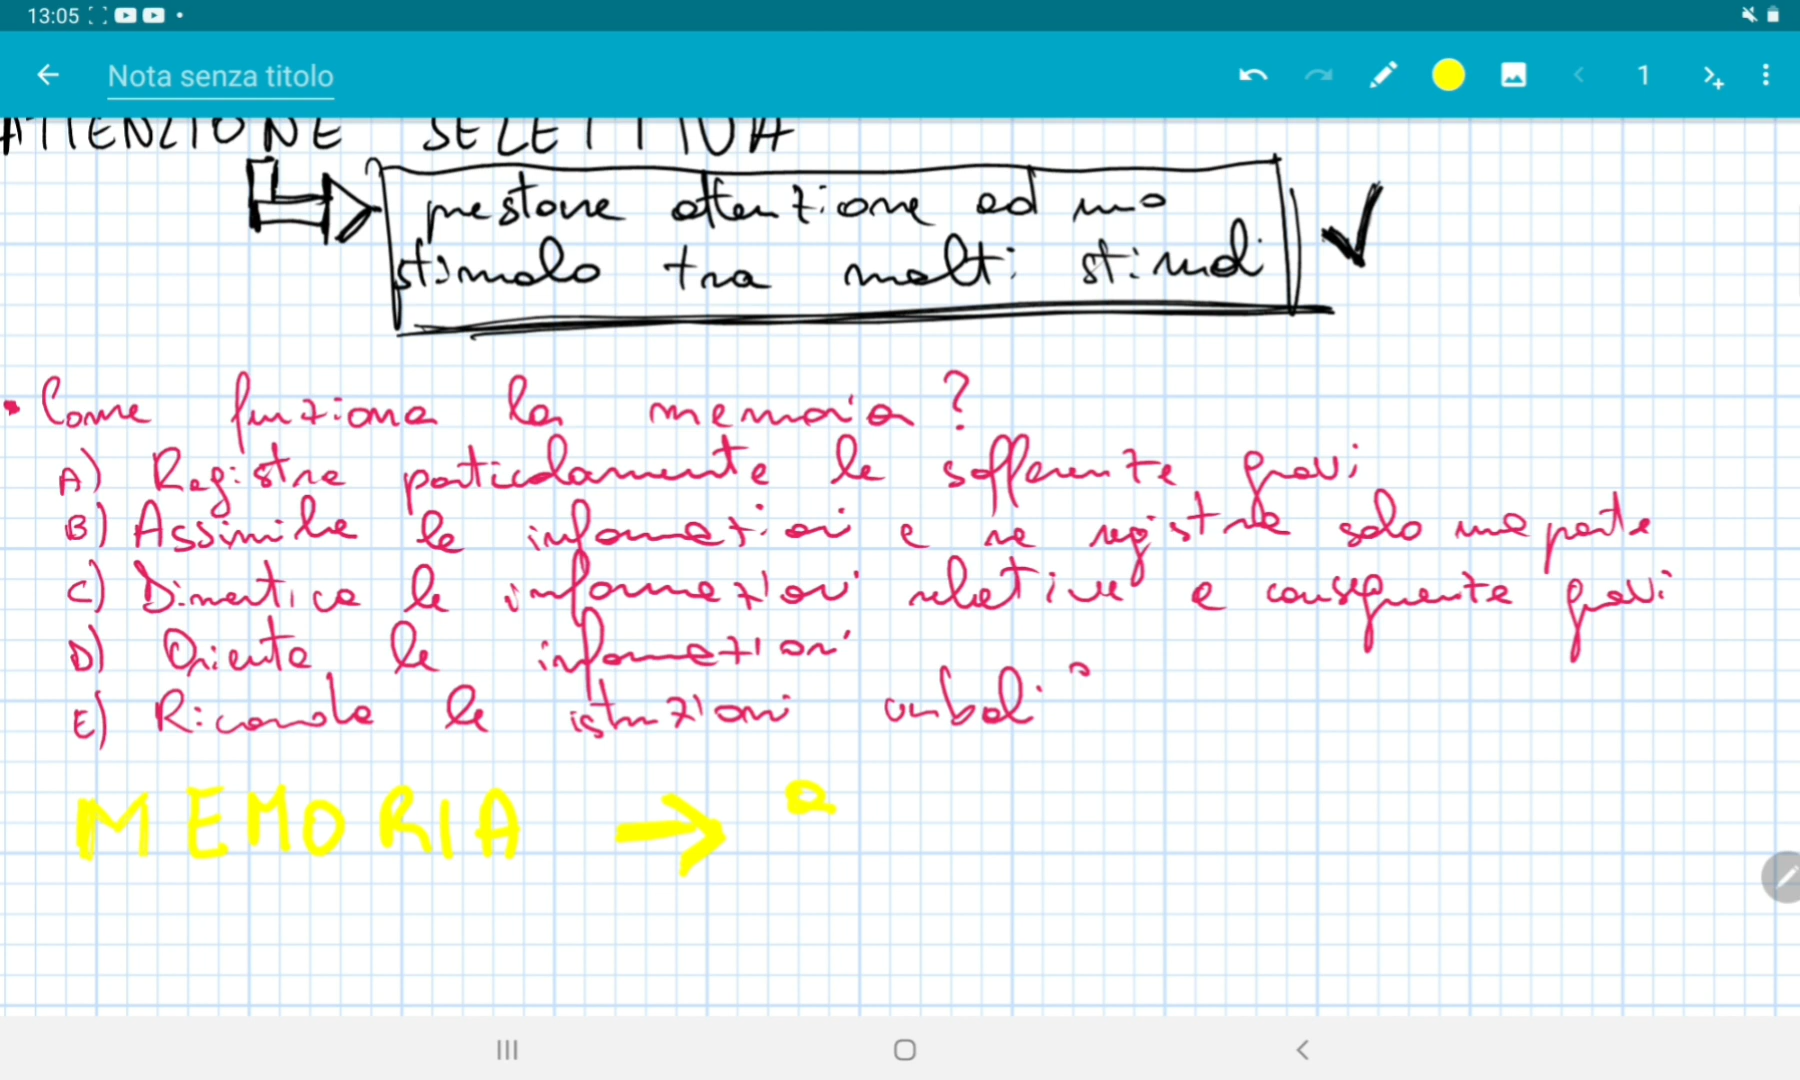 13:05
Nota senza titolo
1
ATTENZIONE SELETTIVA
prestare attenzione ad uno
stimolo tra molti stimoli
• Come funziona la memoria?
A) Registra particolarmente le sofferenze gravi
B) Assimila le informazioni e ne registra solo una parte
C) Dimentica le informazioni relative e conseguente gravi
D) Orienta le informazioni
E) Ricorda le istruzioni verbali
MEMORIA →